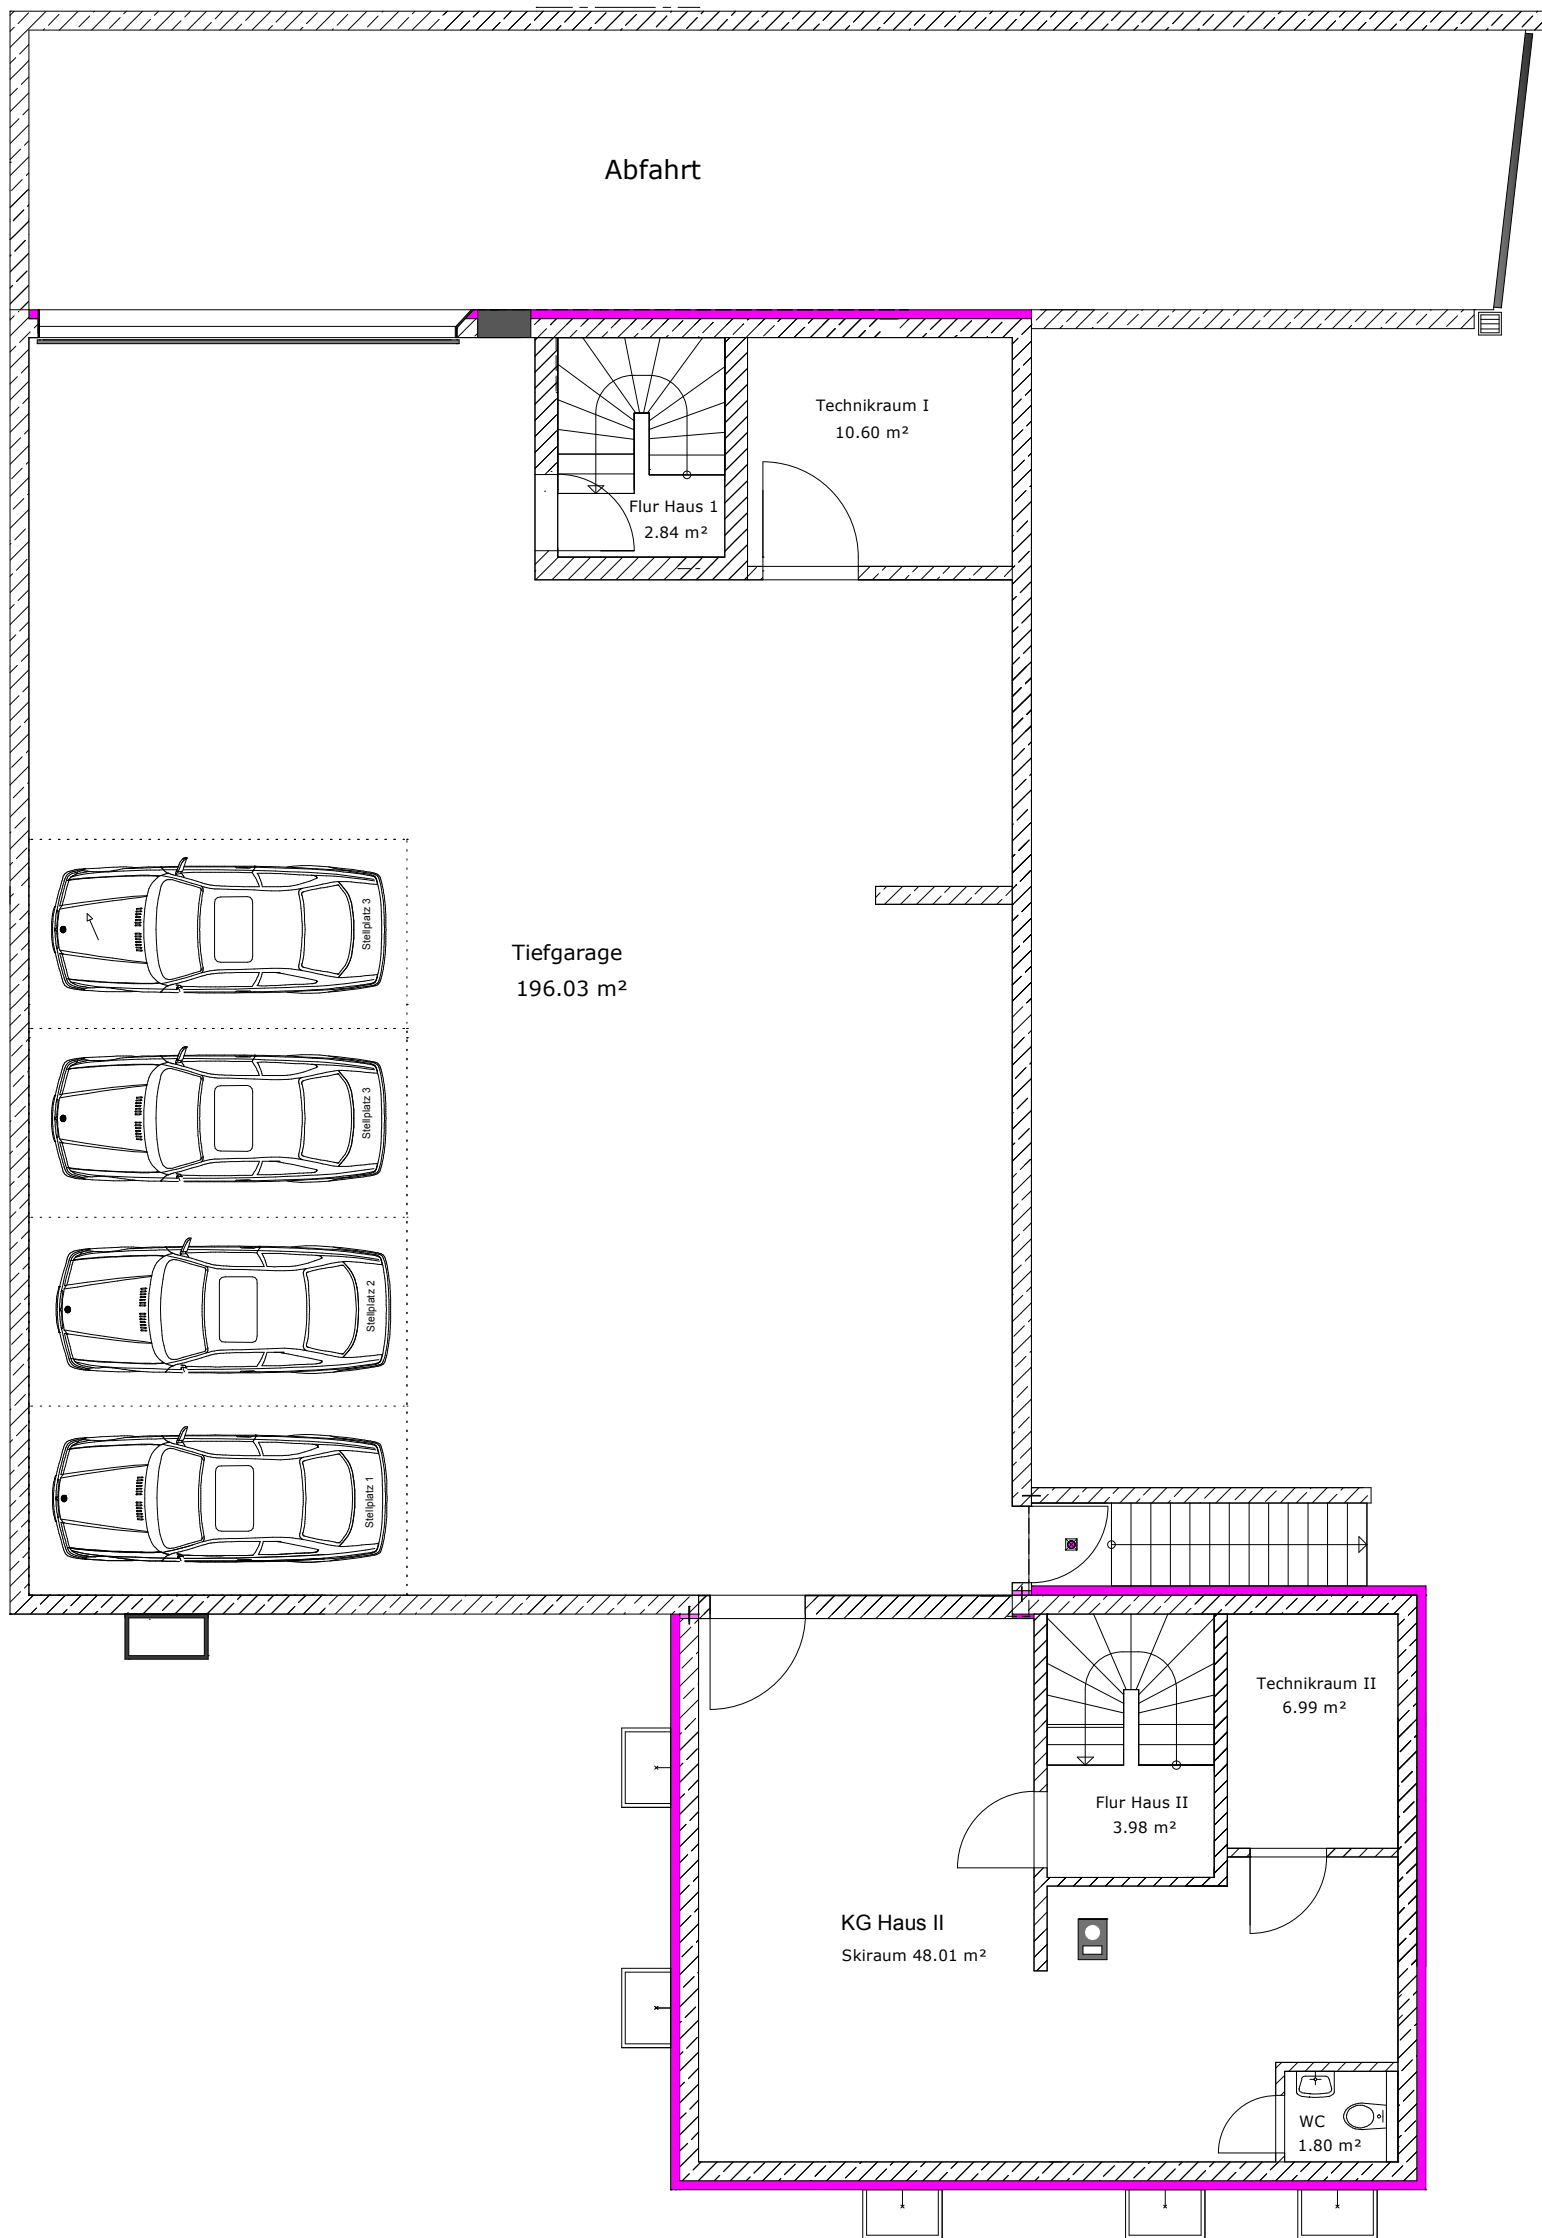 Abfahrt
Technikraum I
10.60 m²
Flur Haus 1
2.84 m²
Stellplatz 3
Tiefgarage
196.03 m²
Stellplatz 3
Stellplatz 2
Stellplatz 1
Technikraum II
6.99 m²
Flur Haus II
3.98 m²
KG Haus II
Skiraum 48.01 m²
WC
1.80 m²